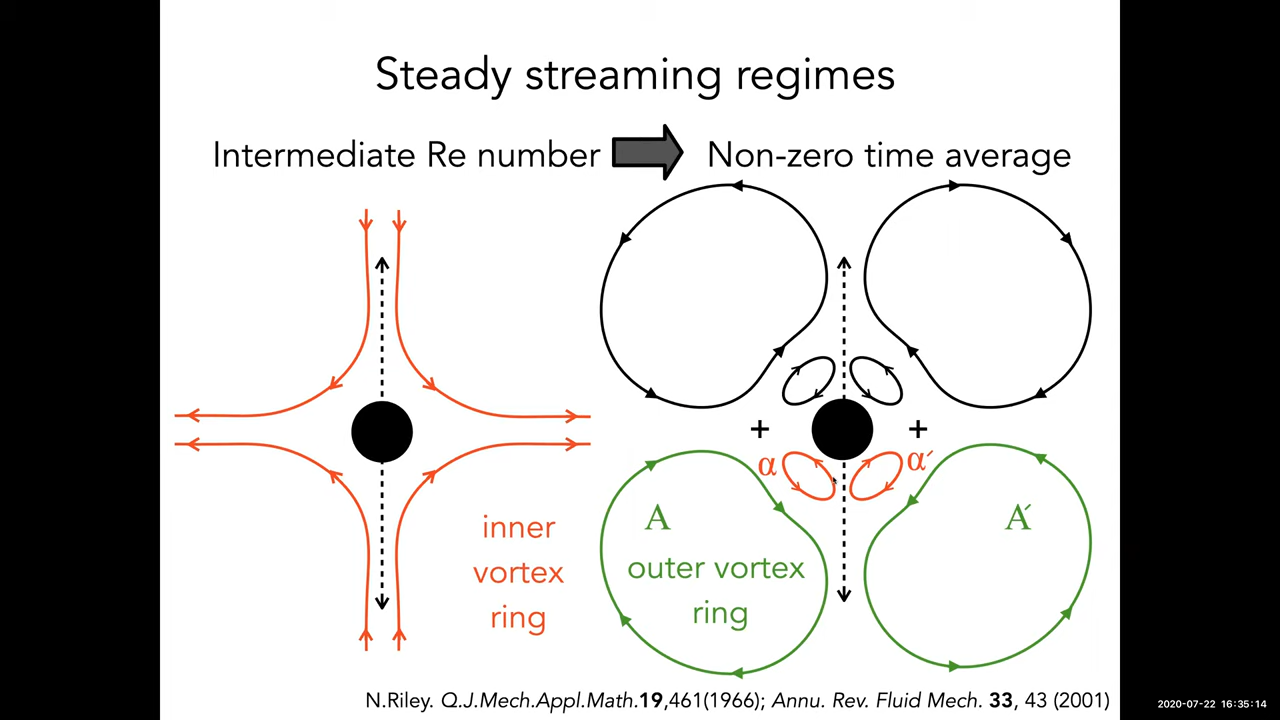 Steady streaming regimes
Intermediate Re number
Non-zero time average
+
+
α
α′
A
A′
inner
vortex
ring
outer vortex
ring
N.Riley. Q.J.Mech.Appl.Math.19,461(1966); Annu. Rev. Fluid Mech. 33, 43 (2001)
2020-07-22 16:35:14